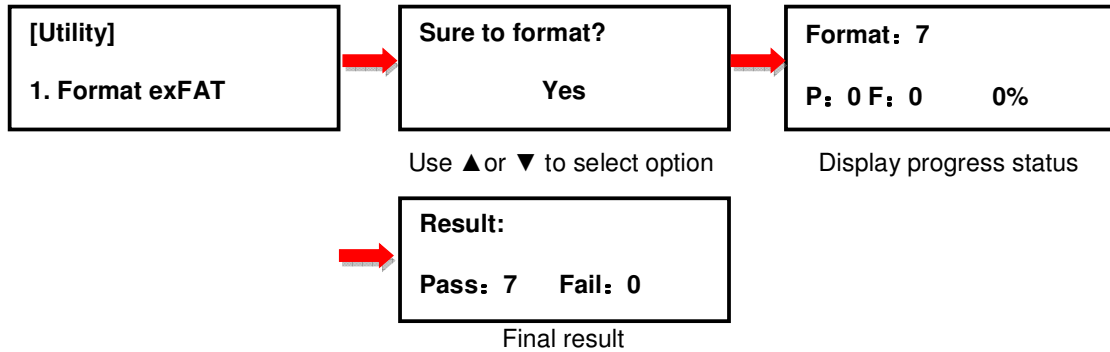 [Utility]
1. Format exFAT
Sure to format?
Yes
Use ▲or ▼ to select option
Format：7
P：0 F：0 0%
Display progress status
Result:
Pass：7 Fail：0
Final result